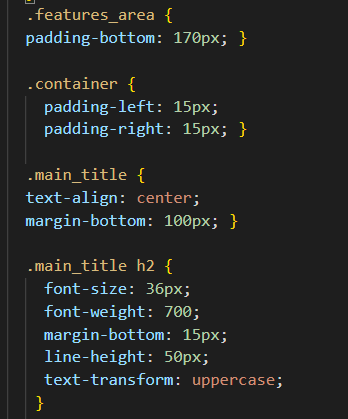 .features_area {
padding-bottom: 170px; }
.container {
padding-left: 15px;
padding-right: 15px; }
.main_title {
text-align: center;
margin-bottom: 100px; }
.main_title h2 {
font-size: 36px;
font-weight: 700;
margin-bottom: 15px;
line-height: 50px;
text-transform: uppercase;
}